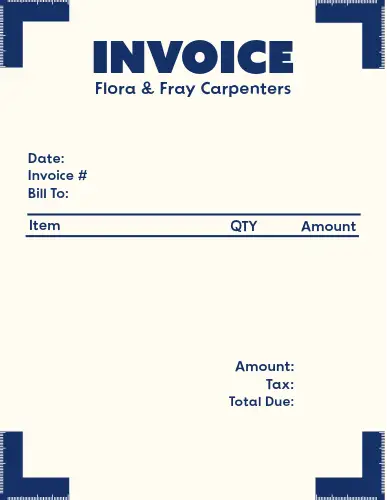 INVOICE
Flora & Fray Carpenters
Date:
Invoice #
Bill To:
Item QTY Amount
Amount:
Tax:
Total Due: